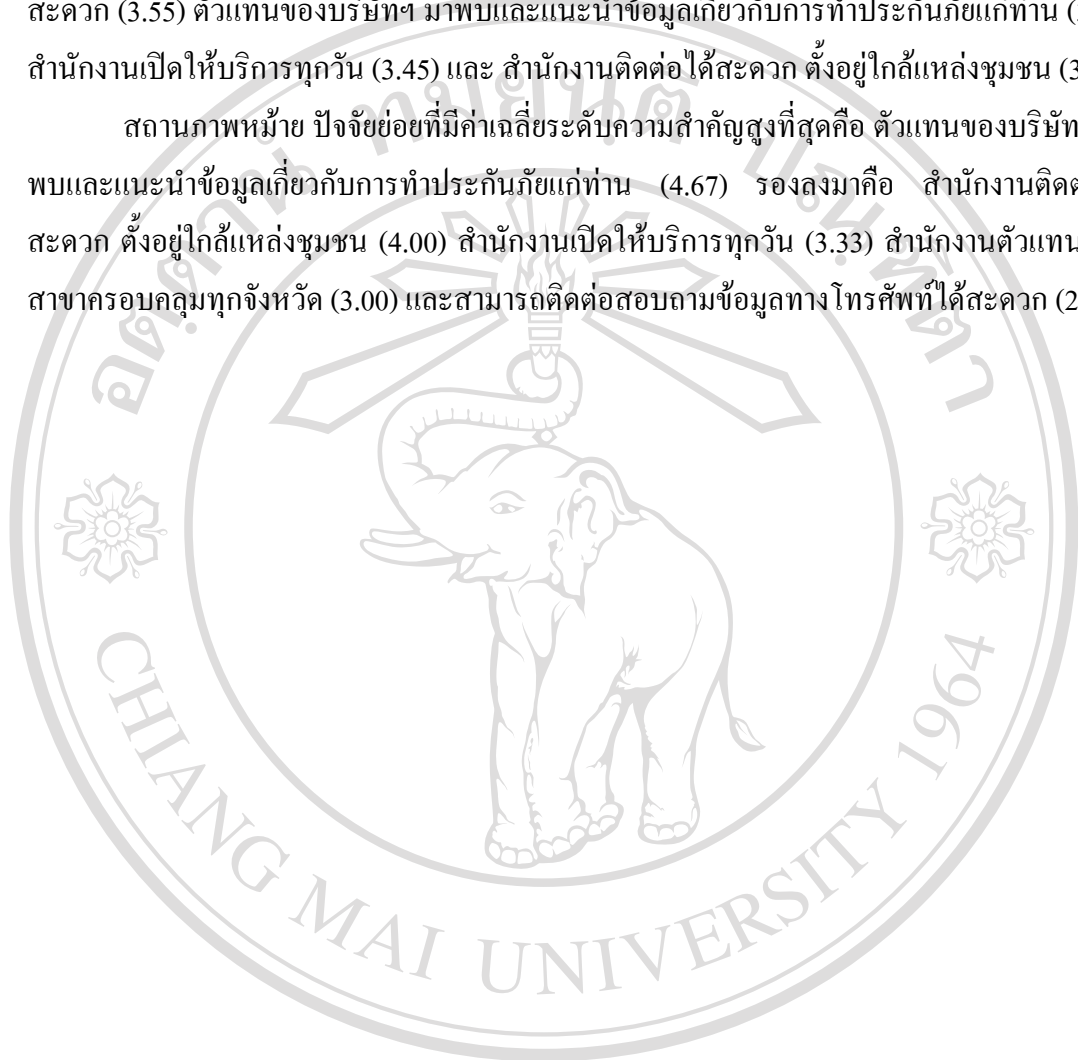 สะดวก (3.55) ตัวแทนของบริษัทฯ มาพบและแนะนำข้อมูลเกี่ยวกับการทำประกันภัยแก่ท่าน (
สำนักงานเปิดให้บริการทุกวัน (3.45) และ สำนักงานติดต่อได้สะดวก ตั้งอยู่ใกล้แหล่งชุมชน (3
สถานภาพหม้าย ปัจจัยย่อยที่มีค่าเฉลี่ยระดับความสำคัญสูงที่สุดคือ ตัวแทนของบริษัท
พบและแนะนำข้อมูลเกี่ยวกับการทำประกันภัยแก่ท่าน (4.67) รองลงมาคือ สำนักงานติดต
สะดวก ตั้งอยู่ใกล้แหล่งชุมชน (4.00) สำนักงานเปิดให้บริการทุกวัน (3.33) สำนักงานตัวแทน
สาขาครอบคลุมทุกจังหวัด (3.00) และสามารถติดต่อสอบถามข้อมูลทางโทรศัพท์ได้สะดวก (2
อตฺตานํ ทมยนฺติ ปณฺฑิตา
CHIANG MAI UNIVERSITY 1964